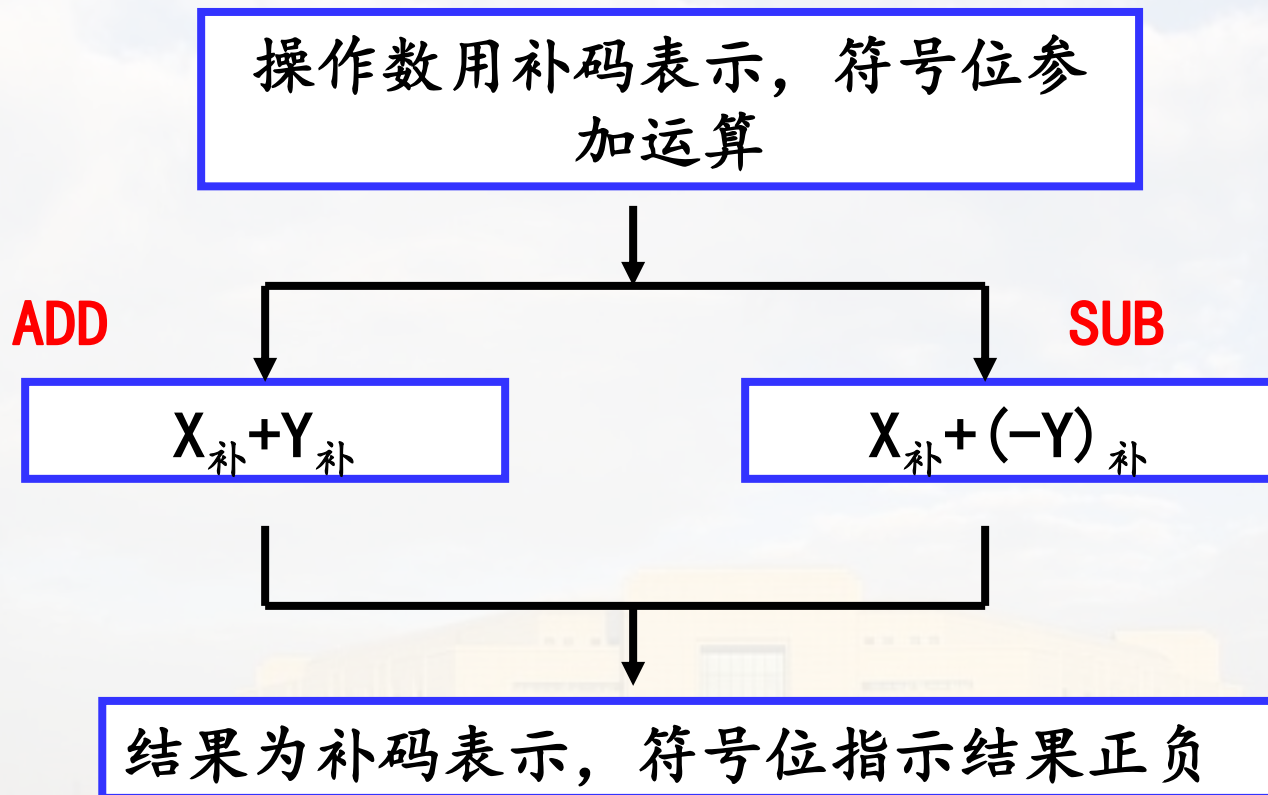 操作数用补码表示，符号位参
加运算
ADD
SUB
X补+Y补
X补+(-Y)补
结果为补码表示，符号位指示结果正负